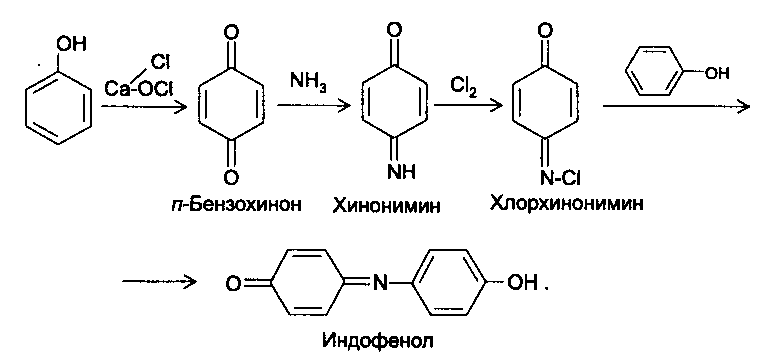 OH
Cl
Ca-OCl
O
O
п-Бензохинон
NH₃
O
NH
Хинонимин
Cl₂
O
N-Cl
Хлорхинонимин
OH
O
N
OH.
Индофенол